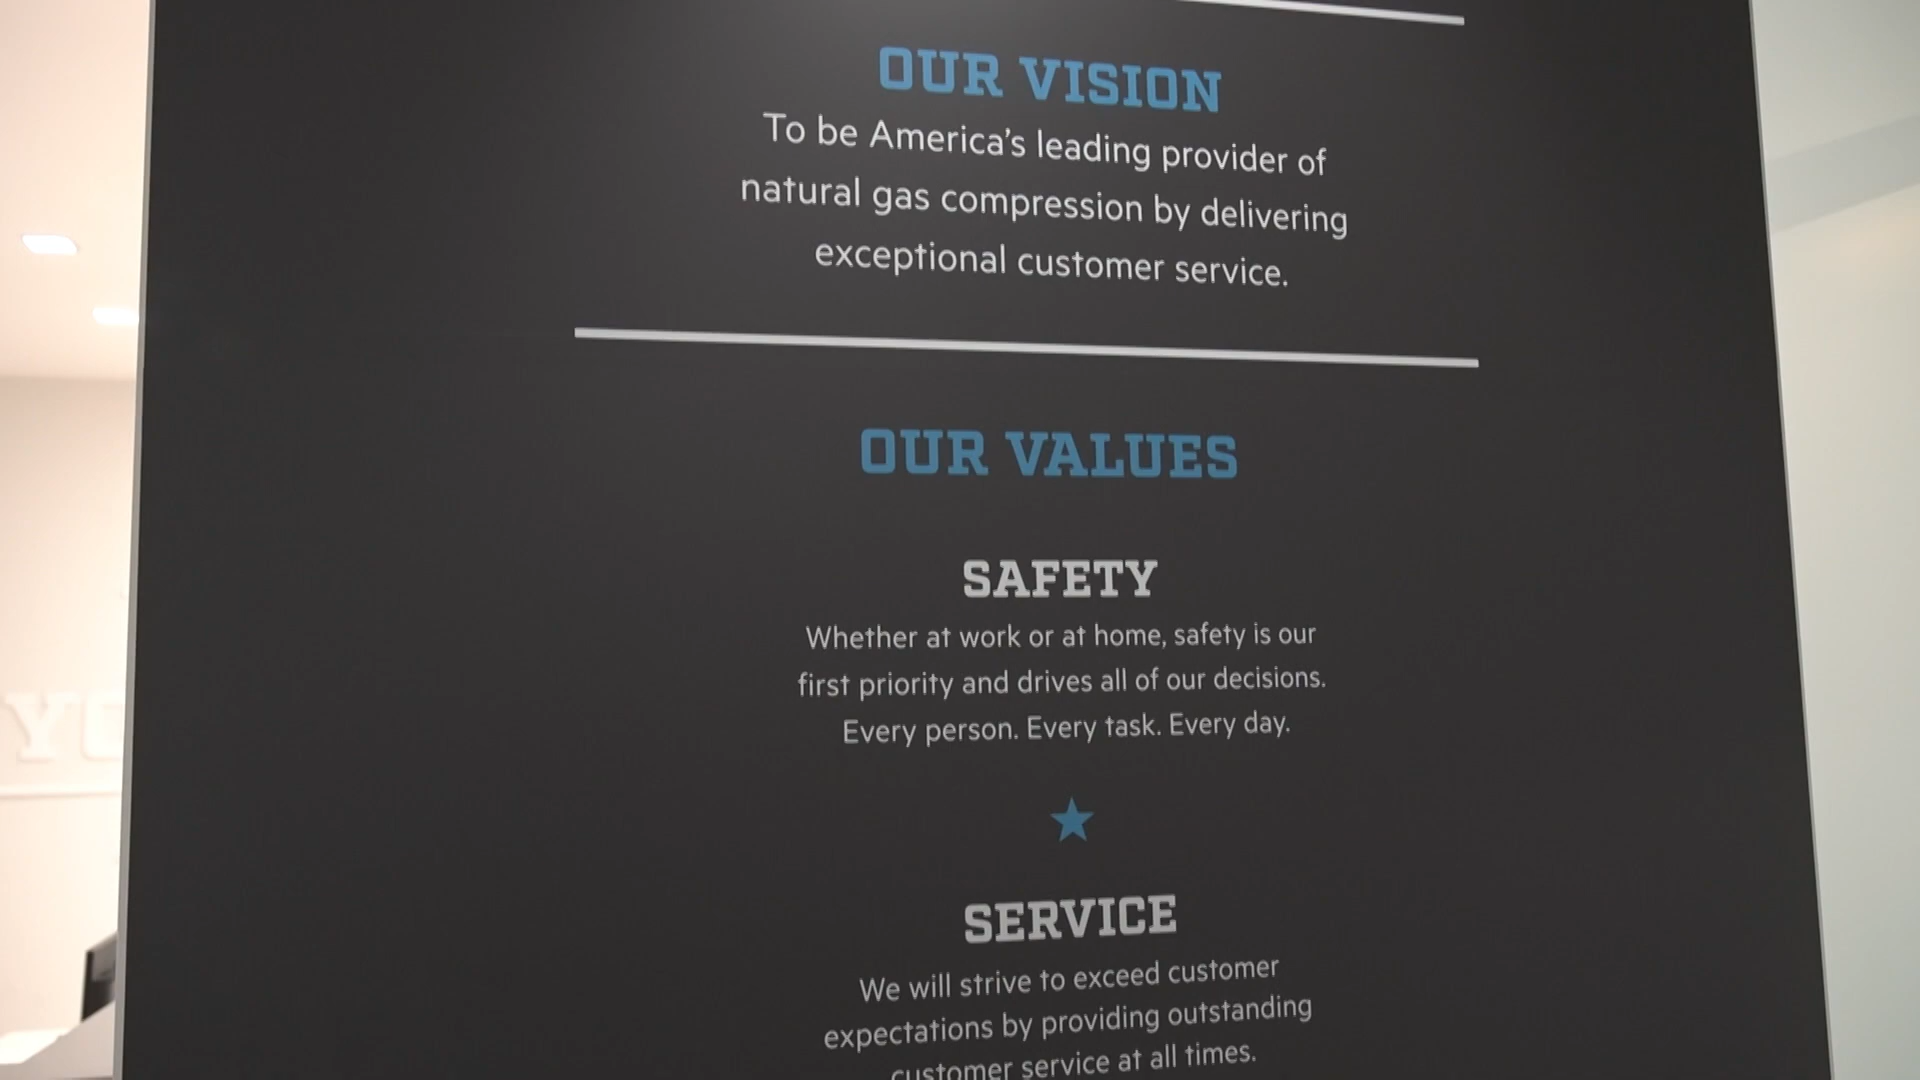 OUR VISION
To be America's leading provider of
natural gas compression by delivering
exceptional customer service.
OUR VALUES
SAFETY
Whether at work or at home, safety is our
first priority and drives all of our decisions.
Every person. Every task. Every day.
SERVICE
We will strive to exceed customer
expectations by providing outstanding
customer service at all times.